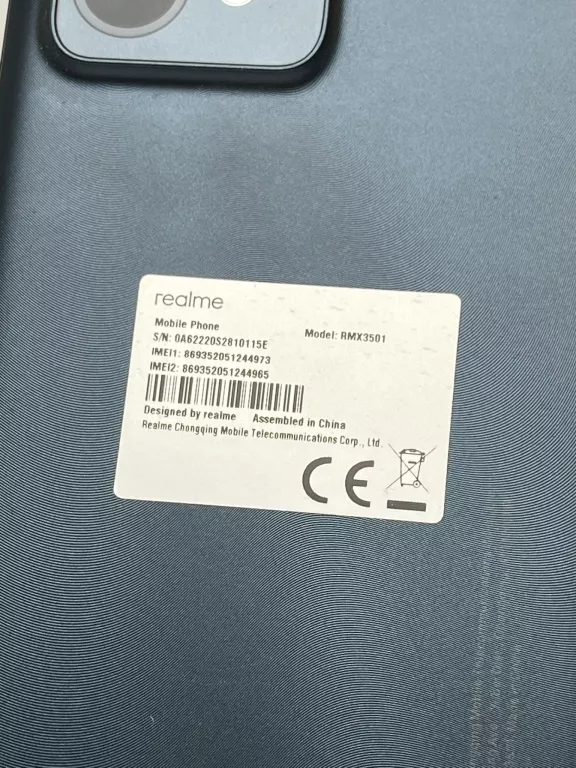 realme
Mobile Phone
Model: RMX3501
S/N: 0A62220S2810115E
IMEI1: 869352051244973
IMEI2: 869352051244965
Designed by realme Assembled in China
Realme Chongqing Mobile Telecommunications Corp., Ltd.
CE